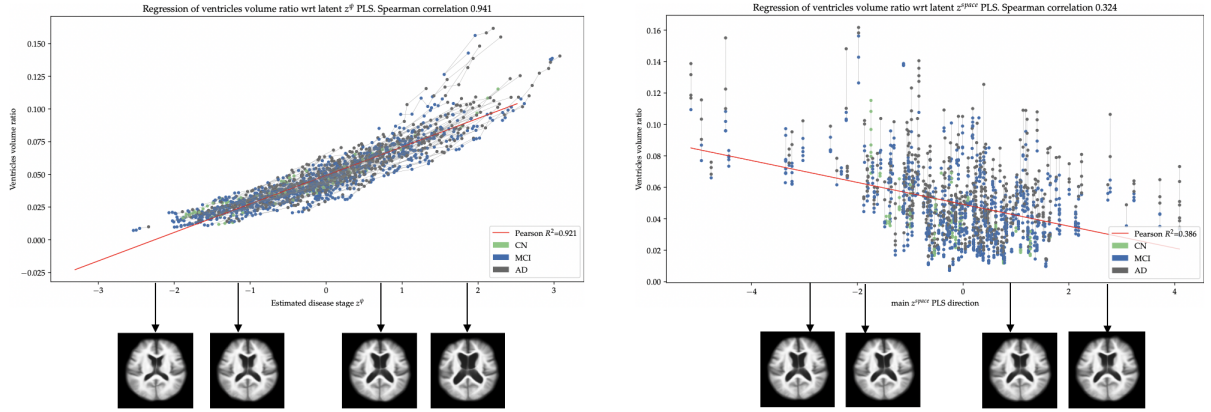 Regression of ventricles volume ratio wrt latent z^ψ PLS. Spearman correlation 0.941
0.150
0.125
0.100
0.075
0.050
0.025
0.000
−0.025
Ventricles volume ratio
Pearson R²=0.921
CN
MCI
AD
−3
−2
−1
0
1
2
3
Estimated disease stage z^ψ
Regression of ventricles volume ratio wrt latent z^space PLS. Spearman correlation 0.324
0.16
0.14
0.12
0.10
0.08
0.06
0.04
0.02
0.00
Ventricles volume ratio
Pearson R²=0.386
CN
MCI
AD
−4
−2
0
2
4
main z^space PLS direction